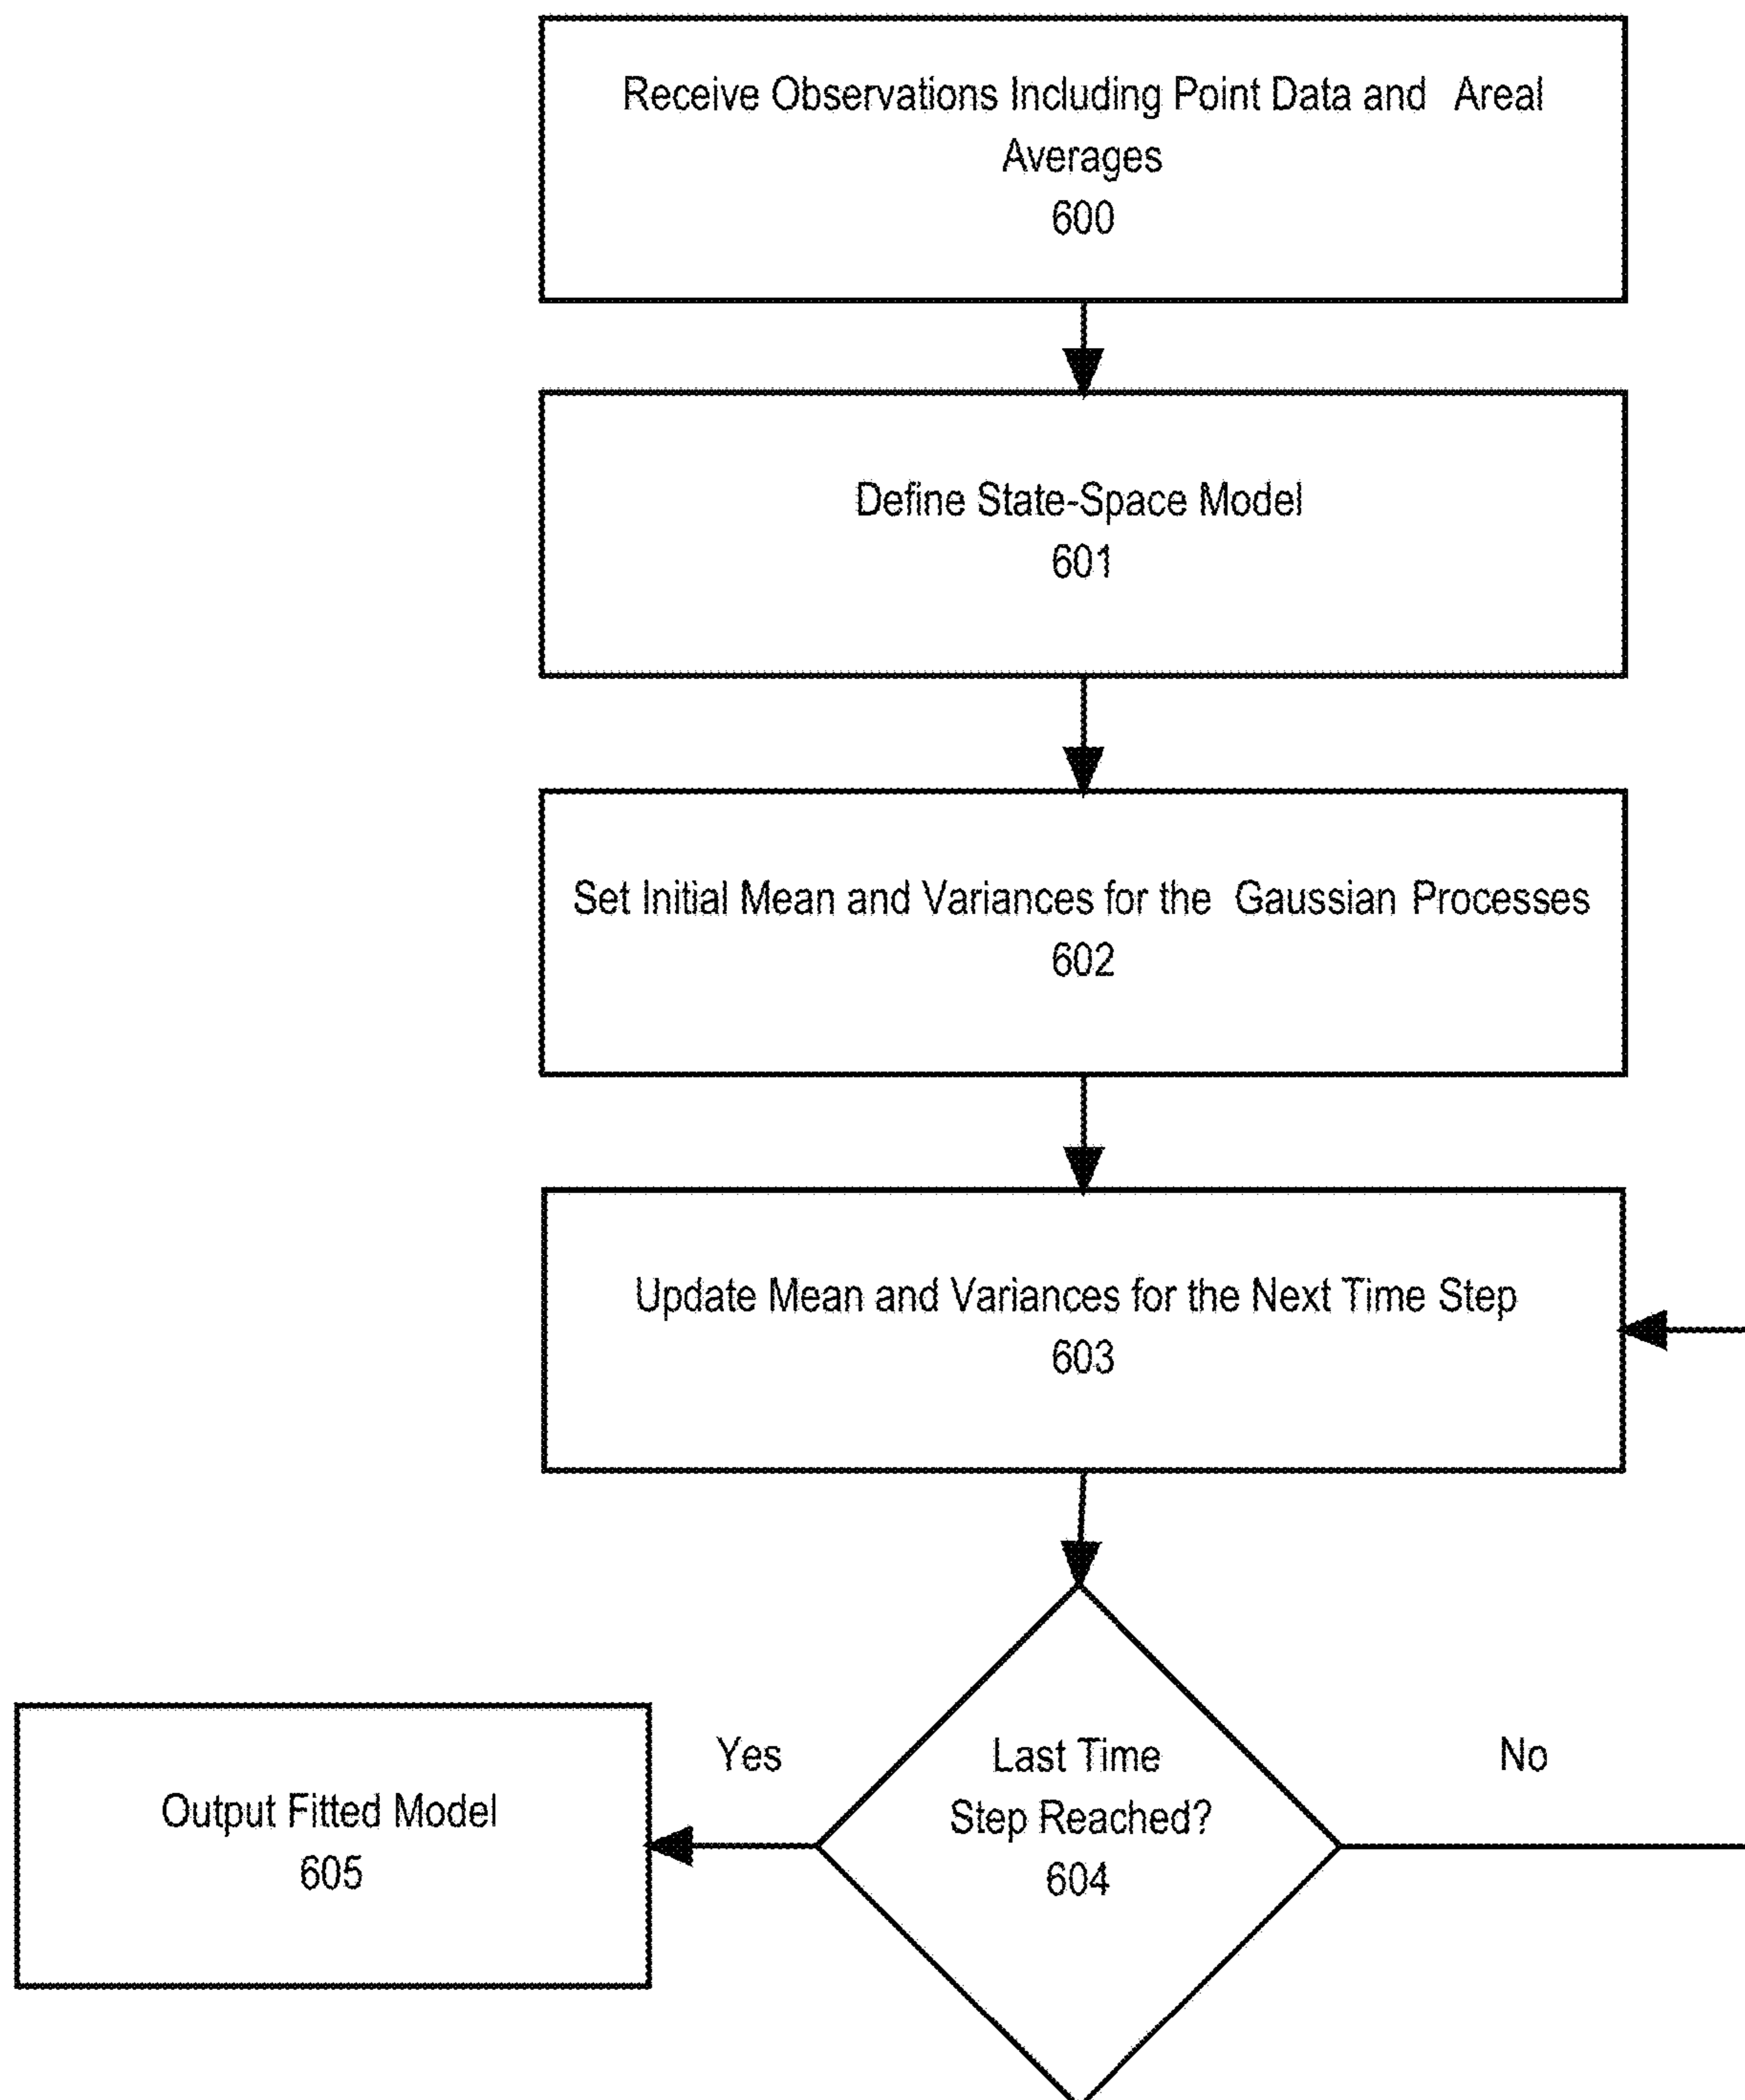 Receive Observations Including Point Data and Areal
Averages
600
Define State-Space Model
601
Set Initial Mean and Variances for the Gaussian Processes
602
Update Mean and Variances for the Next Time Step
603
Last Time
Step Reached?
604
Yes
No
Output Fitted Model
605